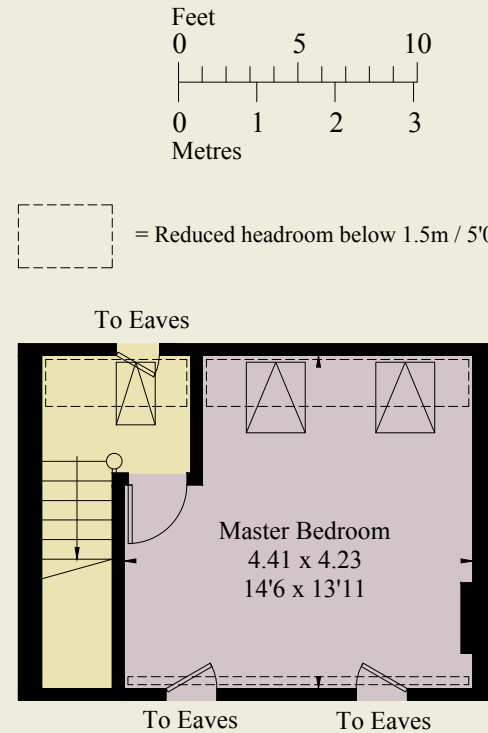 Feet
0 5 10
0 1 2 3
Metres
= Reduced headroom below 1.5m / 5'0
To Eaves
Master Bedroom
4.41 x 4.23
14'6 x 13'11
To Eaves To Eaves